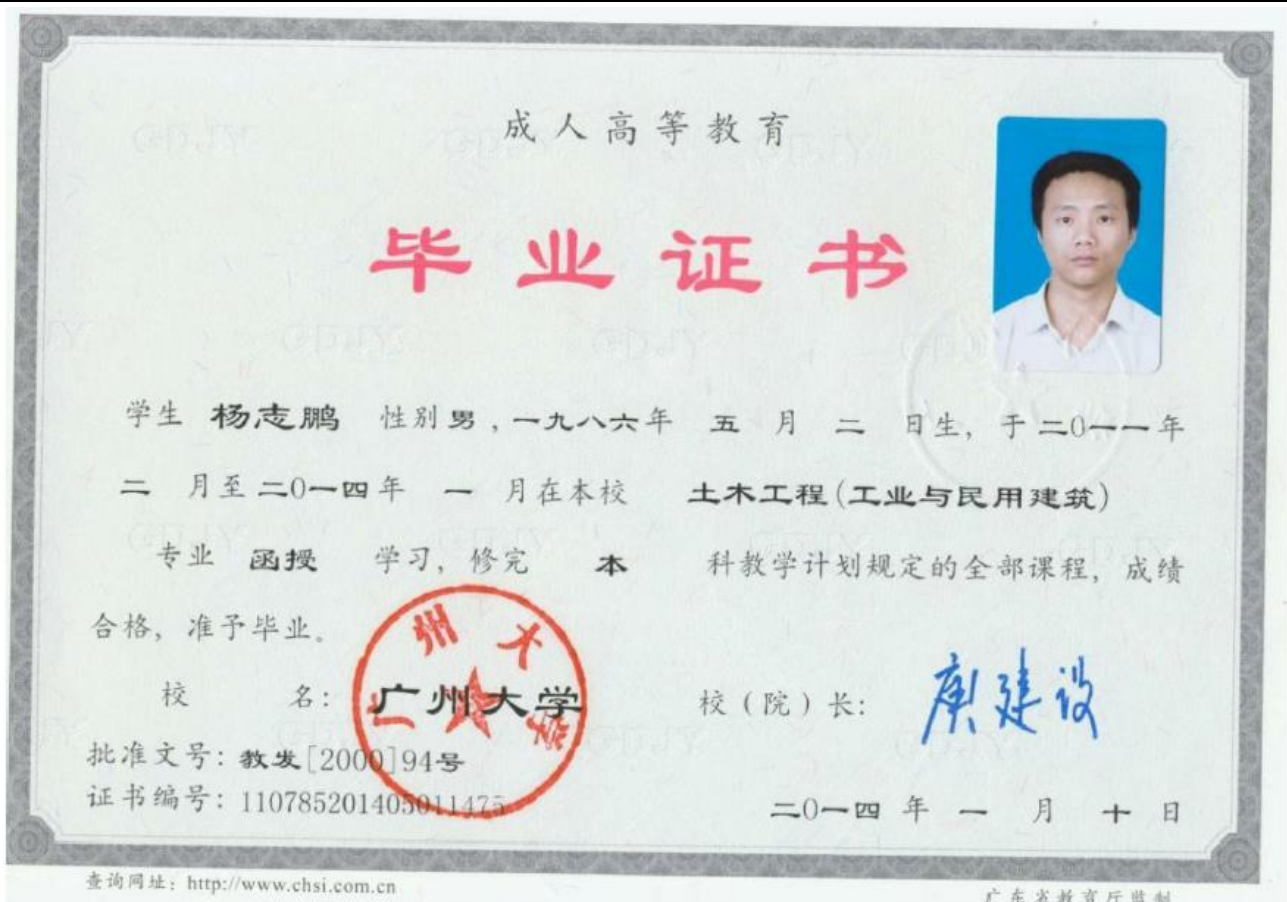 成人高等教育
毕业证书
学生 杨志鹏 性别 男 , 一九八六年 五 月 二 日生, 于 二0一一年
二 月至 二0一四年 一 月在本校 土木工程(工业与民用建筑)
专业 函授 学习, 修完 本 科教学计划规定的全部课程, 成绩
合格, 准予毕业。
广州大学
校 名: 广州大学 校(院)长: 庾建设
批准文号: 教发[2000]94号
证书编号: 110785201405011475
二0一四 年 一 月 十 日
查询网址: http://www.chsi.com.cn
广东省教育厅监制